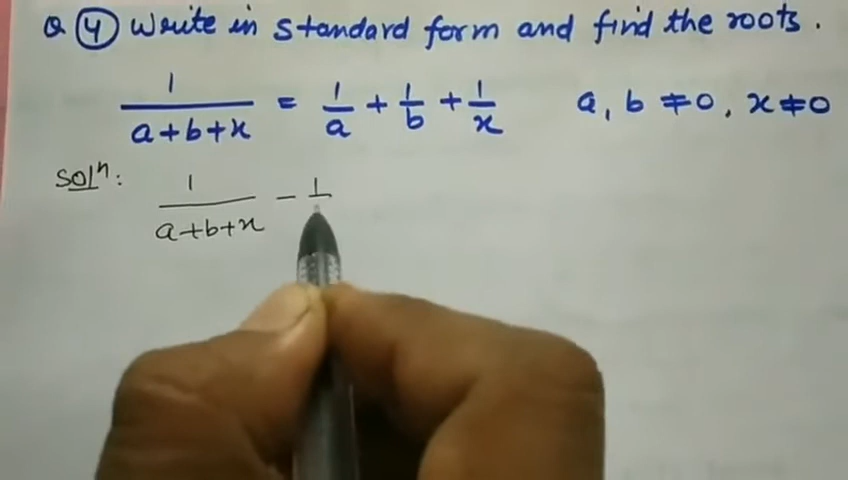 Q (4) Write in standard form and find the roots.
1/(a+b+x) = 1/a + 1/b + 1/x a, b ≠0, x≠0
Solⁿ: 1/(a+b+x) - 1/